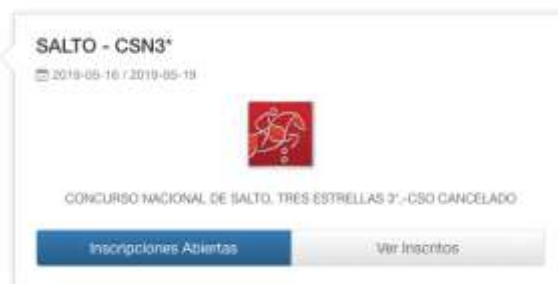 SALTO - CSN3*
2019-05-16 / 2019-05-19
CONCURSO NACIONAL DE SALTO. TRES ESTRELLAS 3*.-CSO CANCELADO
Inscripciones Abiertas
Ver Inscritos